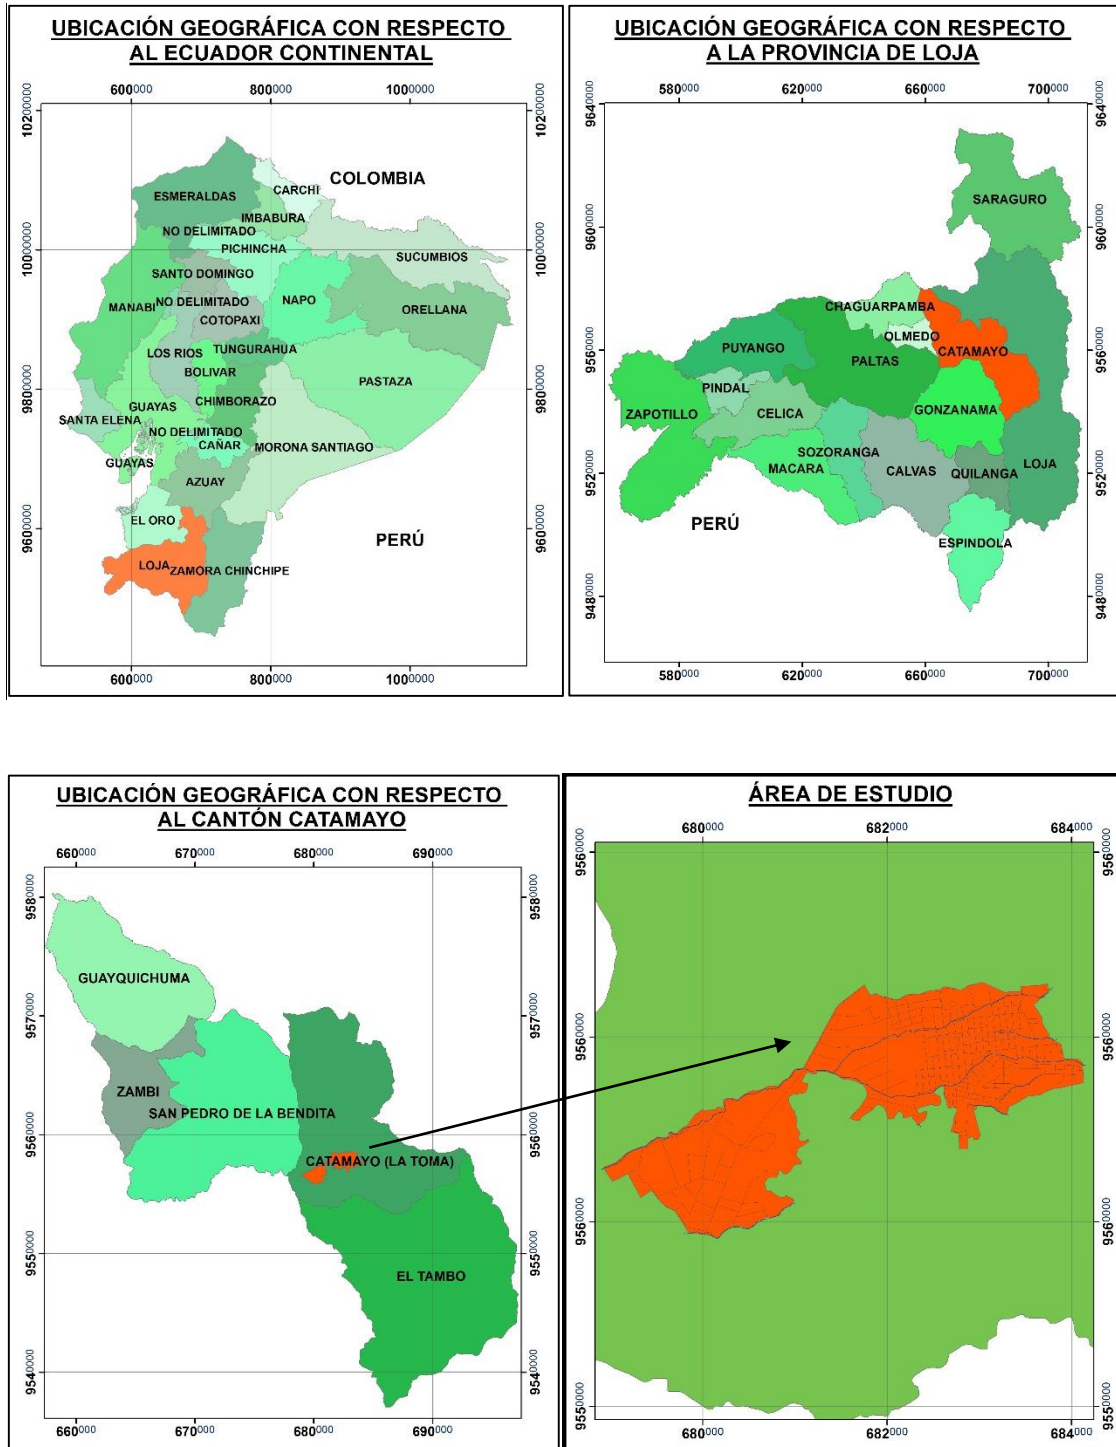 UBICACIÓN GEOGRÁFICA CON RESPECTO
AL ECUADOR CONTINENTAL
600000 800000 1000000
10200000 10200000
COLOMBIA
CARCHI
ESMERALDAS
IMBABURA
NO DELIMITADO
PICHINCHA
10000000 10000000
SUCUMBIOS
SANTO DOMINGO
NO DELIMITADO
NAPO
MANABI
ORELLANA
COTOPAXI
LOS RIOS
TUNGURAHUA
BOLIVAR
PASTAZA
9800000 9800000
CHIMBORAZO
GUAYAS
SANTA ELENA
NO DELIMITADO
CAÑAR
MORONA SANTIAGO
GUAYAS
AZUAY
EL ORO
9600000 9600000
PERÚ
LOJA
ZAMORA CHINCHIPE
600000 800000 1000000
UBICACIÓN GEOGRÁFICA CON RESPECTO
A LA PROVINCIA DE LOJA
580000 620000 660000 700000
9640000 9640000
SARAGURO
9600000 9600000
CHAGUARPAMBA
OLMEDO
9560000 9560000
PUYANGO
CATAMAYO
PALTAS
PINDAL
ZAPOTILLO
CELICA
GONZANAMA
SOZORANGA
LOJA
MACARA
CALVAS
QUILANGA
9520000 9520000
PERÚ
ESPINDOLA
9480000 9480000
580000 620000 660000 700000
UBICACIÓN GEOGRÁFICA CON RESPECTO
AL CANTÓN CATAMAYO
660000 670000 680000 690000
9580000 9580000
GUAYQUICHUMA
9570000 9570000
ZAMBI
SAN PEDRO DE LA BENDITA
9560000 9560000
CATAMAYO (LA TOMA)
9550000 9550000
EL TAMBO
9540000 9540000
660000 670000 680000 690000
ÁREA DE ESTUDIO
680000 682000 684000
9560000 9560000
9560000 9560000
9560000 9560000
9550000 9550000
680000 682000 684000